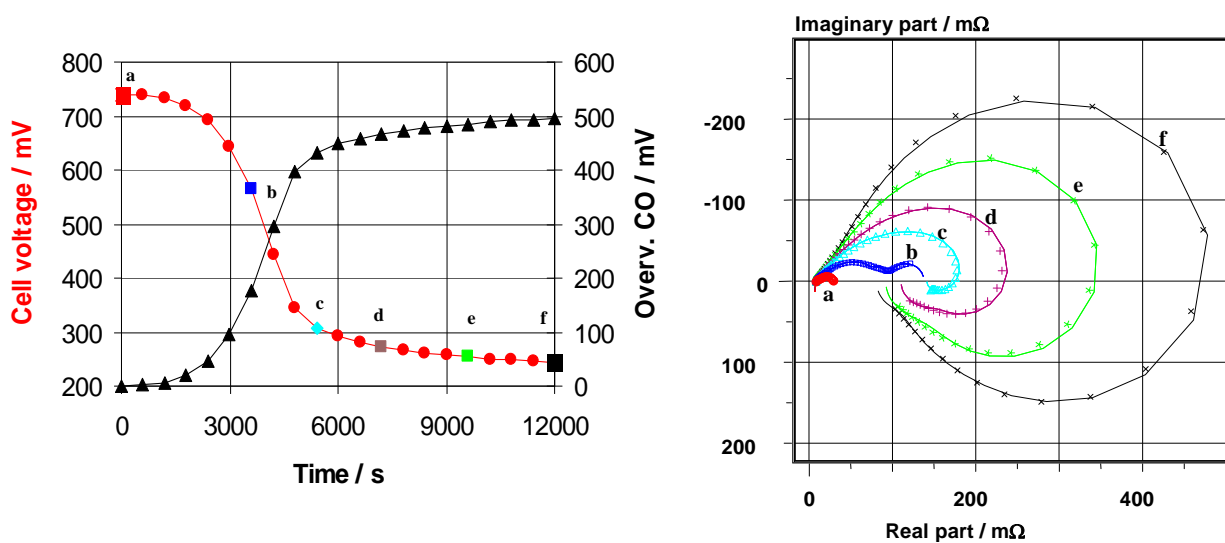 800
700
600
500
400
300
200
Cell voltage / mV
a
b
c
d
e
f
600
500
400
300
200
100
0
Overv. CO / mV
0
3000
6000
9000
12000
Time / s
Imaginary part / mΩ
-200
-100
0
100
200
a
b
c
d
e
f
0
200
400
Real part / mΩ